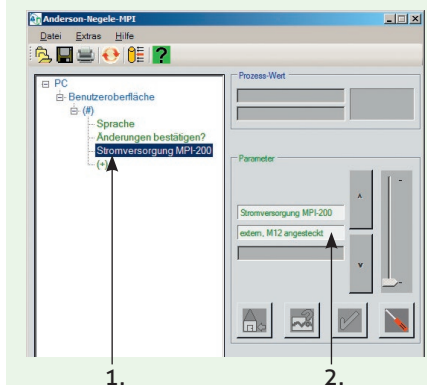 Anderson-Negele-MPI
Datei Extras Hilfe
PC
Benutzeroberfläche
(#)
Sprache
Änderungen bestätigen?
Stromversorgung MPI-200
(+)
Prozess-Wert
Parameter
Stromversorgung MPI-200
extern, M12 angesteckt
1. 2.